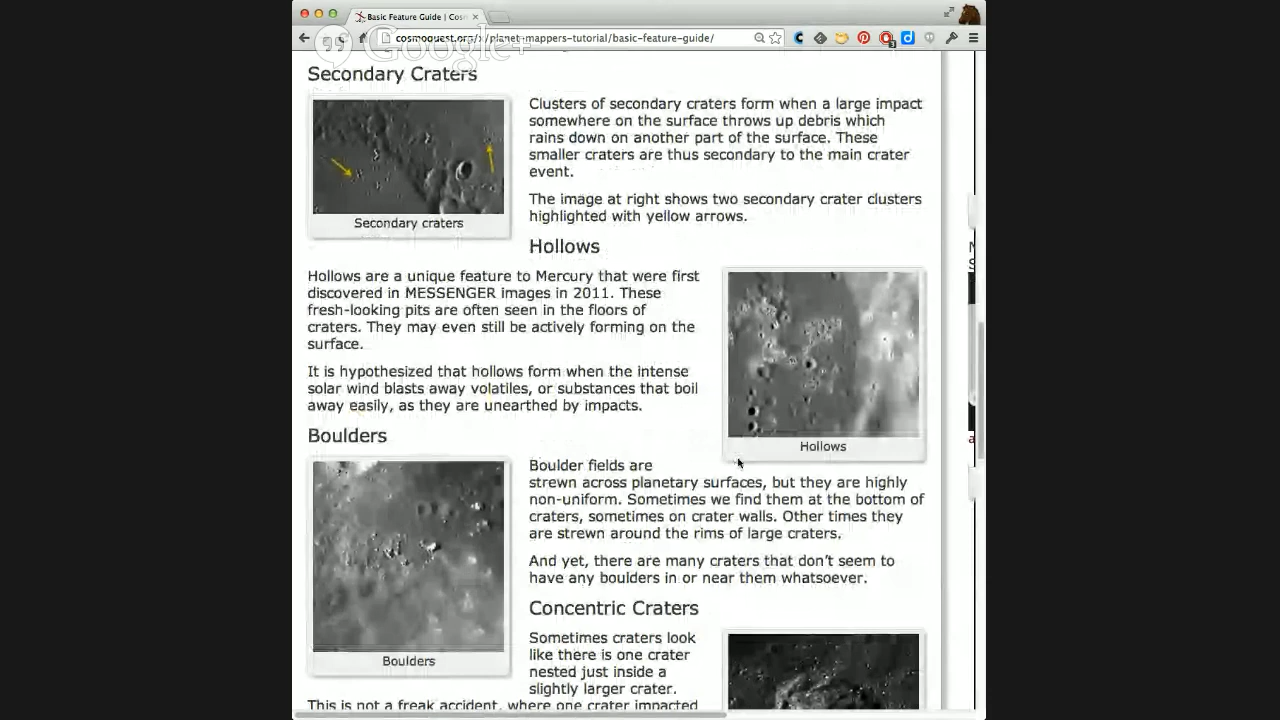 Basic Feature Guide | Cos
cosmoquest.org/x/planet-mappers-tutorial/basic-feature-guide/
Google+
Secondary Craters
Secondary craters
Clusters of secondary craters form when a large impact
somewhere on the surface throws up debris which
rains down on another part of the surface. These
smaller craters are thus secondary to the main crater
event.
The image at right shows two secondary crater clusters
highlighted with yellow arrows.
Hollows
Hollows are a unique feature to Mercury that were first
discovered in MESSENGER images in 2011. These
fresh-looking pits are often seen in the floors of
craters. They may even still be actively forming on the
surface.
It is hypothesized that hollows form when the intense
solar wind blasts away volatiles, or substances that boil
away easily, as they are unearthed by impacts.
Hollows
Boulders
Boulders
Boulder fields are
strewn across planetary surfaces, but they are highly
non-uniform. Sometimes we find them at the bottom of
craters, sometimes on crater walls. Other times they
are strewn around the rims of large craters.
And yet, there are many craters that don't seem to
have any boulders in or near them whatsoever.
Concentric Craters
Sometimes craters look
like there is one crater
nested just inside a
slightly larger crater.
This is not a freak accident, where one crater impacted